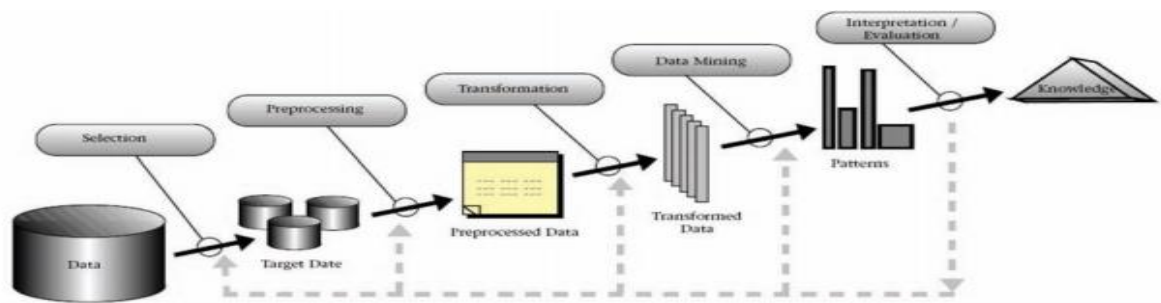 Interpretation /
Evaluation
Data Mining
Transformation
Preprocessing
Selection
Knowledge
Patterns
Transformed
Data
Preprocessed Data
Target Date
Data